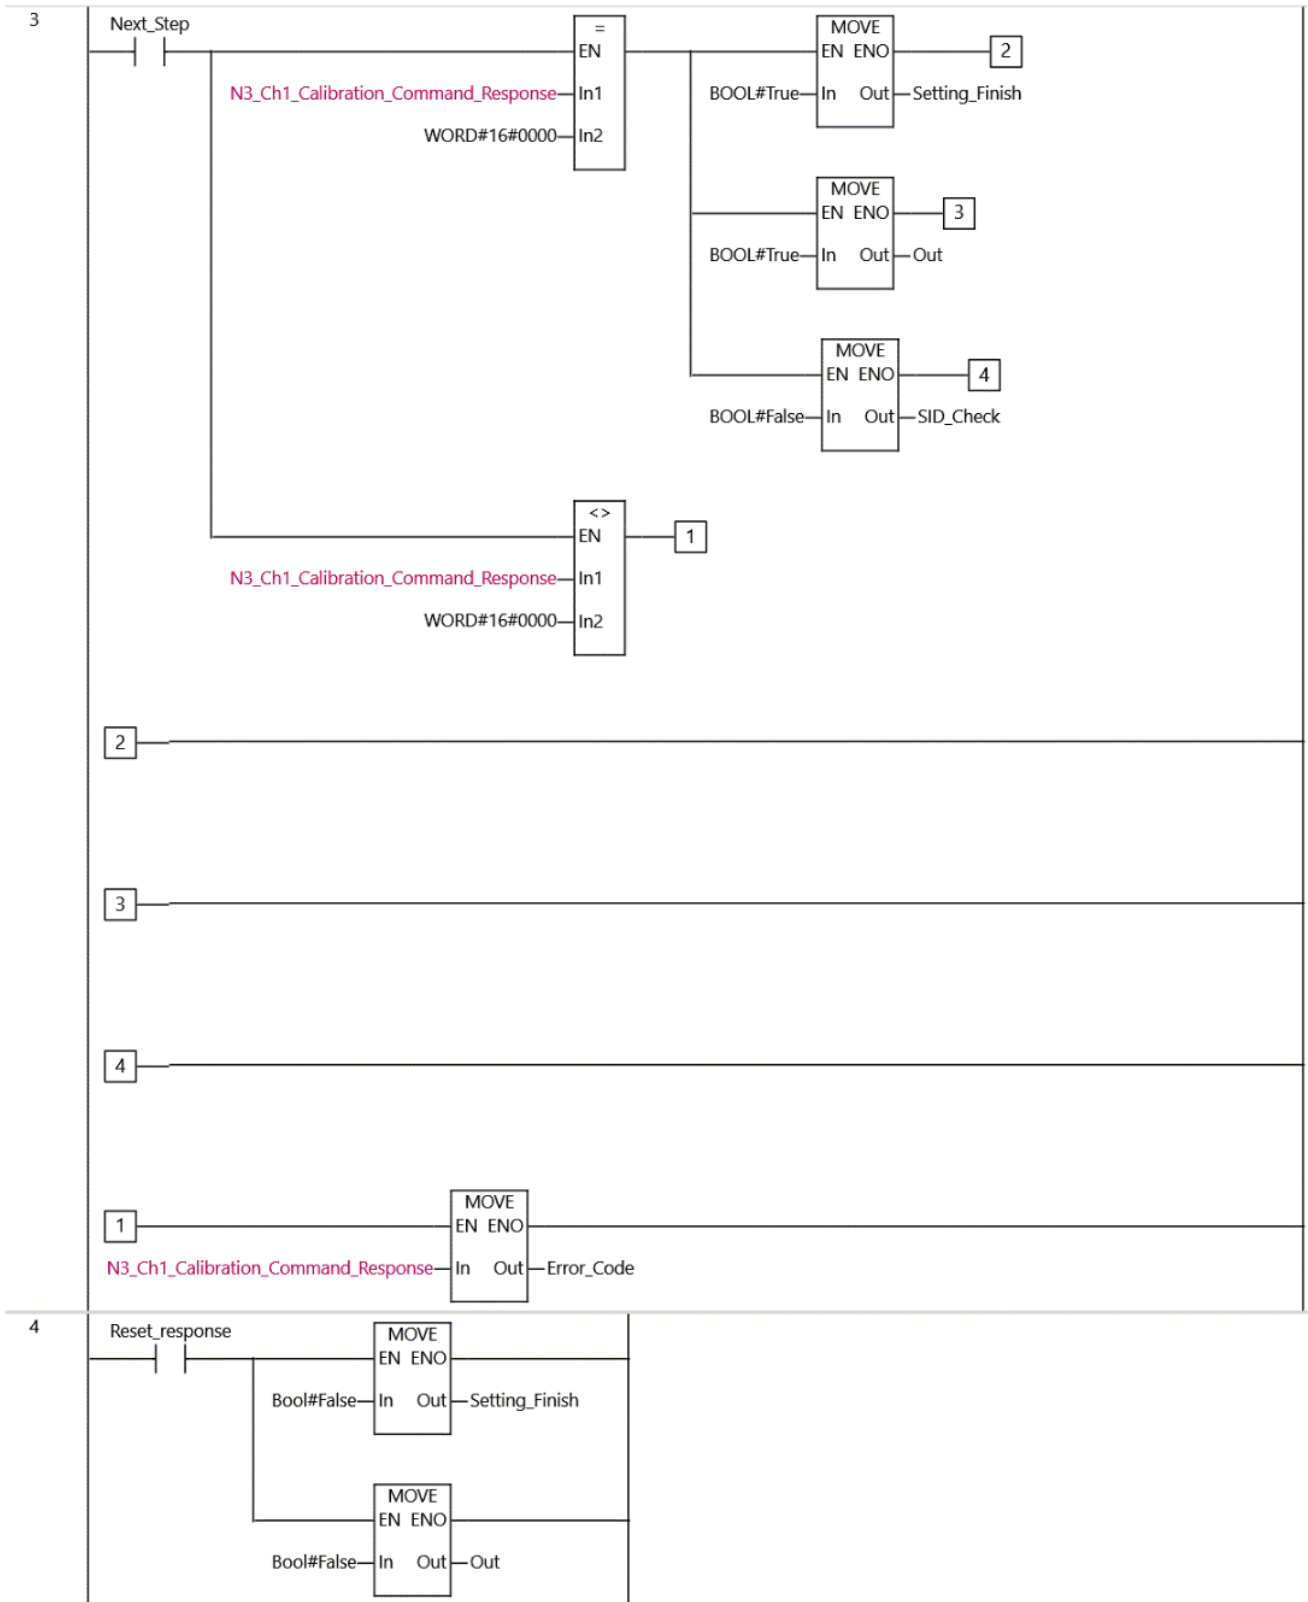 3
Next_Step
=
MOVE
EN
EN ENO
2
N3_Ch1_Calibration_Command_Response
In1
BOOL#True
In Out
Setting_Finish
WORD#16#0000
In2
MOVE
EN ENO
3
BOOL#True
In Out
Out
MOVE
EN ENO
4
BOOL#False
In Out
SID_Check
<>
EN
1
N3_Ch1_Calibration_Command_Response
In1
WORD#16#0000
In2
2
3
4
MOVE
1
EN ENO
N3_Ch1_Calibration_Command_Response
In Out
Error_Code
4
Reset_response
MOVE
EN ENO
Bool#False
In Out
Setting_Finish
MOVE
EN ENO
Bool#False
In Out
Out